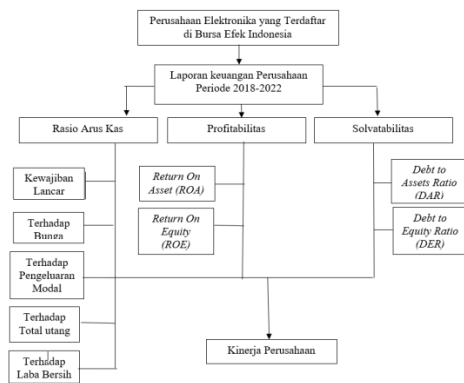 Perusahaan Elektronika yang Terdaftar
di Bursa Efek Indonesia
Laporan keuangan Perusahaan
Periode 2018-2022
Rasio Arus Kas
Profitabilitas
Solvatabilitas
Kewajiban
Lancar
Terhadap
Bunga
Terhadap
Pengeluaran
Modal
Terhadap
Total utang
Terhadap
Laba Bersih
Return On
Asset (ROA)
Return On
Equity
(ROE)
Debt to
Assets Ratio
(DAR)
Debt to
Equity Ratio
(DER)
Kinerja Perusahaan